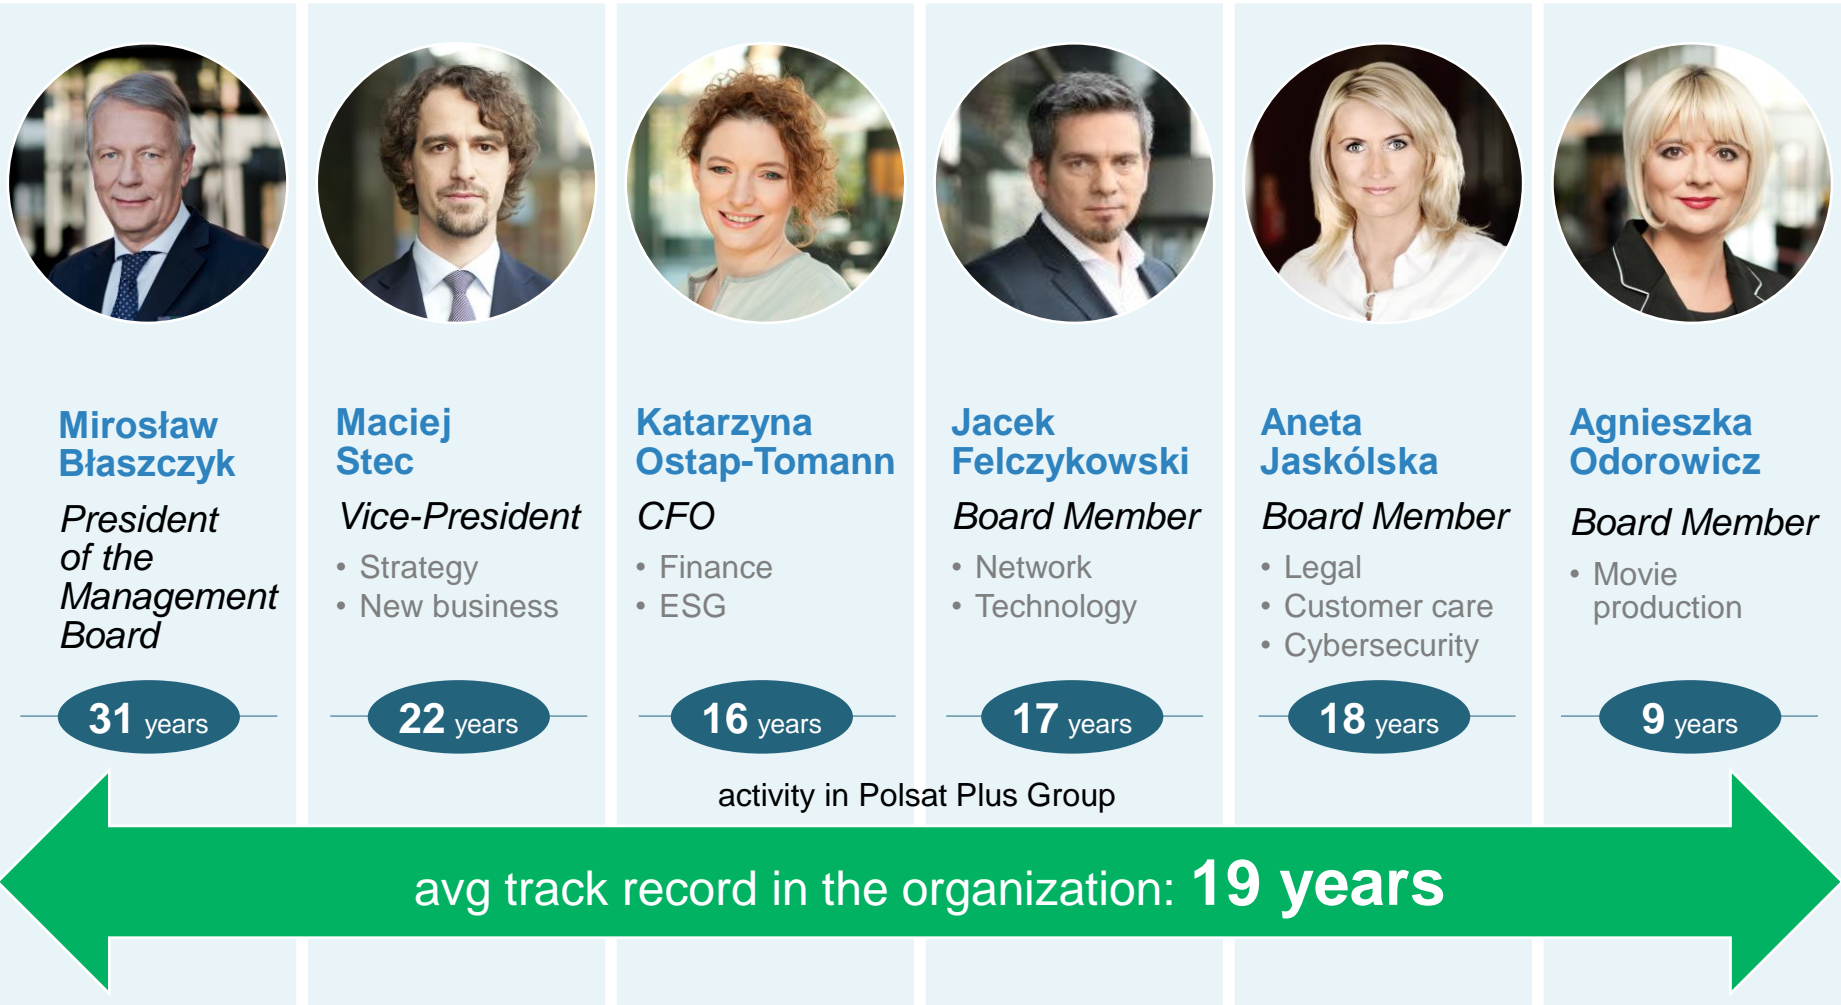 Mirosław
Błaszczyk
President
of the
Management
Board
31 years
Maciej
Stec
Vice-President
• Strategy
• New business
22 years
Katarzyna
Ostap-Tomann
CFO
• Finance
• ESG
16 years
Jacek
Felczykowski
Board Member
• Network
• Technology
17 years
Aneta
Jaskólska
Board Member
• Legal
• Customer care
• Cybersecurity
18 years
Agnieszka
Odorowicz
Board Member
• Movie
production
9 years
activity in Polsat Plus Group
avg track record in the organization: 19 years